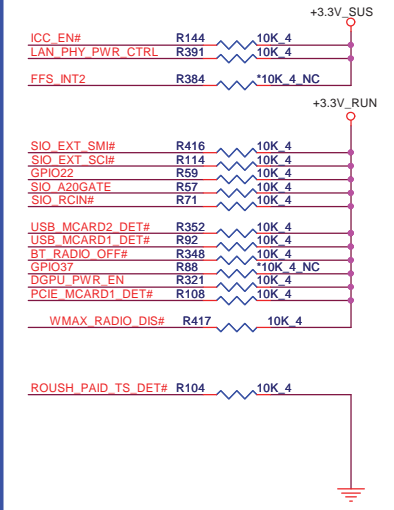 +3.3V_SUS
ICC_EN# R144 10K_4
LAN_PHY_PWR_CTRL R391 10K_4
FFS_INT2 R384 *10K_4_NC
+3.3V_RUN
SIO_EXT_SMI# R416 10K_4
SIO_EXT_SCI# R114 10K_4
GPIO22 R59 10K_4
SIO_A20GATE R57 10K_4
SIO_RCIN# R71 10K_4
USB_MCARD2_DET# R352 10K_4
USB_MCARD1_DET# R92 10K_4
BT_RADIO_OFF# R348 10K_4
GPIO37 R88 *10K_4_NC
DGPU_PWR_EN R321 10K_4
PCIE_MCARD1_DET# R108 10K_4
WMAX_RADIO_DIS# R417 10K_4
ROUSH_PAID_TS_DET# R104 10K_4